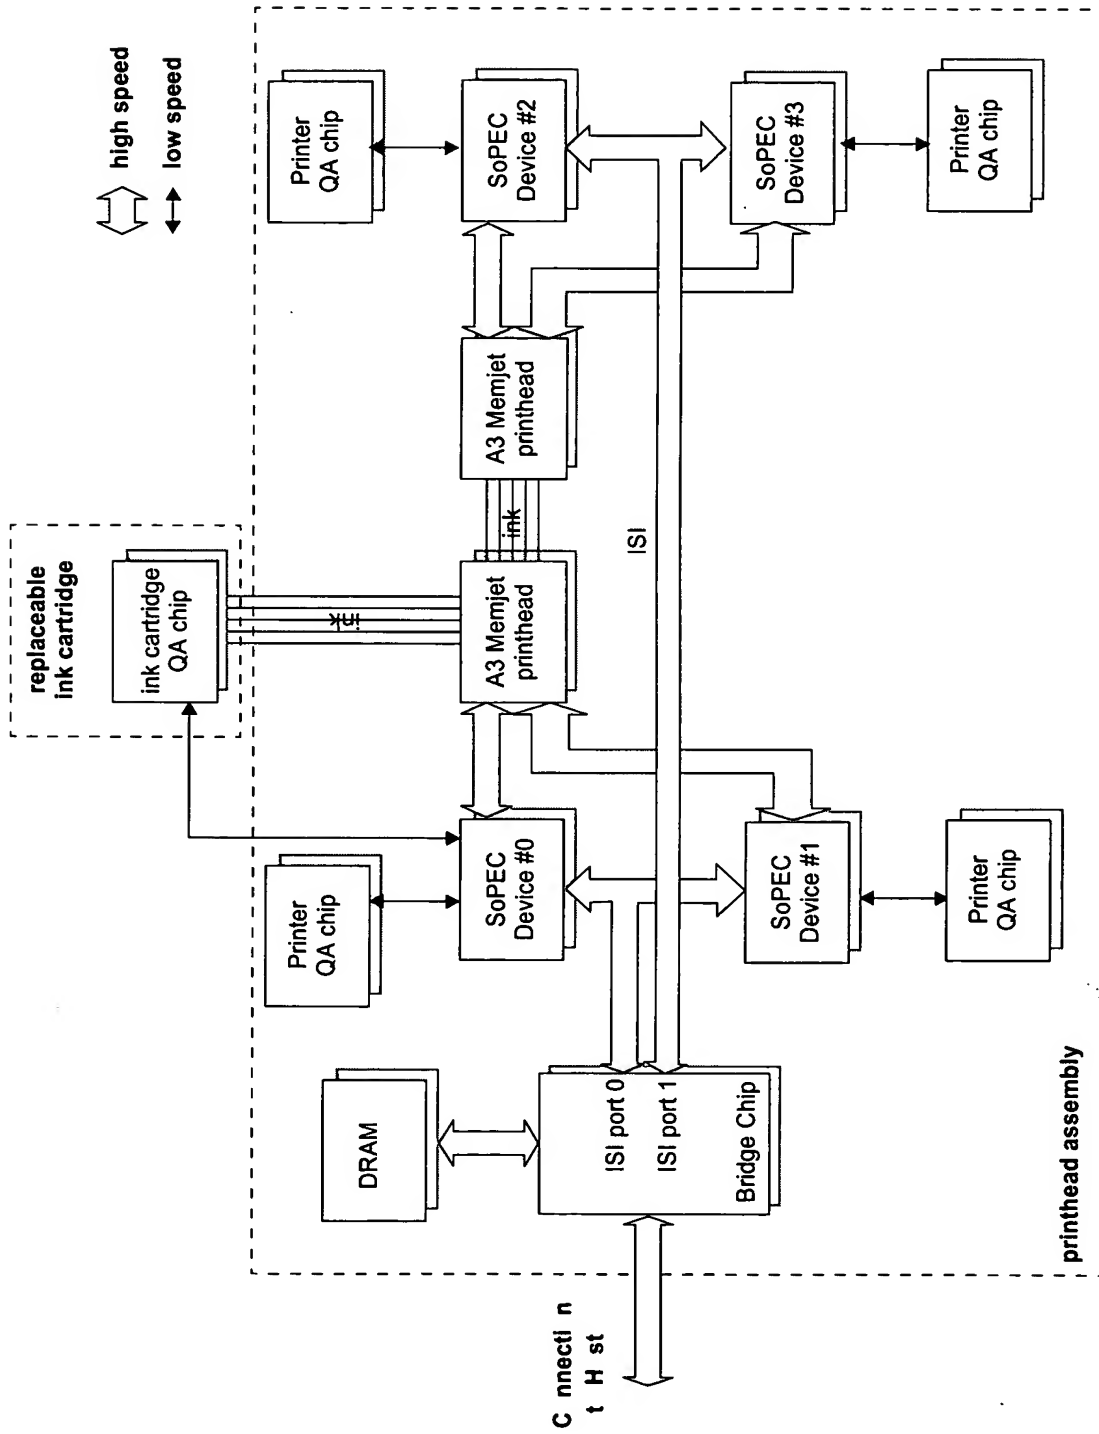 high speed
low speed
replaceable
ink cartridge
ink cartridge
QA chip
ink
Printer
QA chip
Printer
QA chip
DRAM
SoPEC
Device #0
A3 Memjet
printhead
ink
A3 Memjet
printhead
SoPEC
Device #2
ISI port 0
ISI port 1
Bridge Chip
ISI
C nnecti n
t H st
SoPEC
Device #1
SoPEC
Device #3
Printer
QA chip
Printer
QA chip
printhead assembly